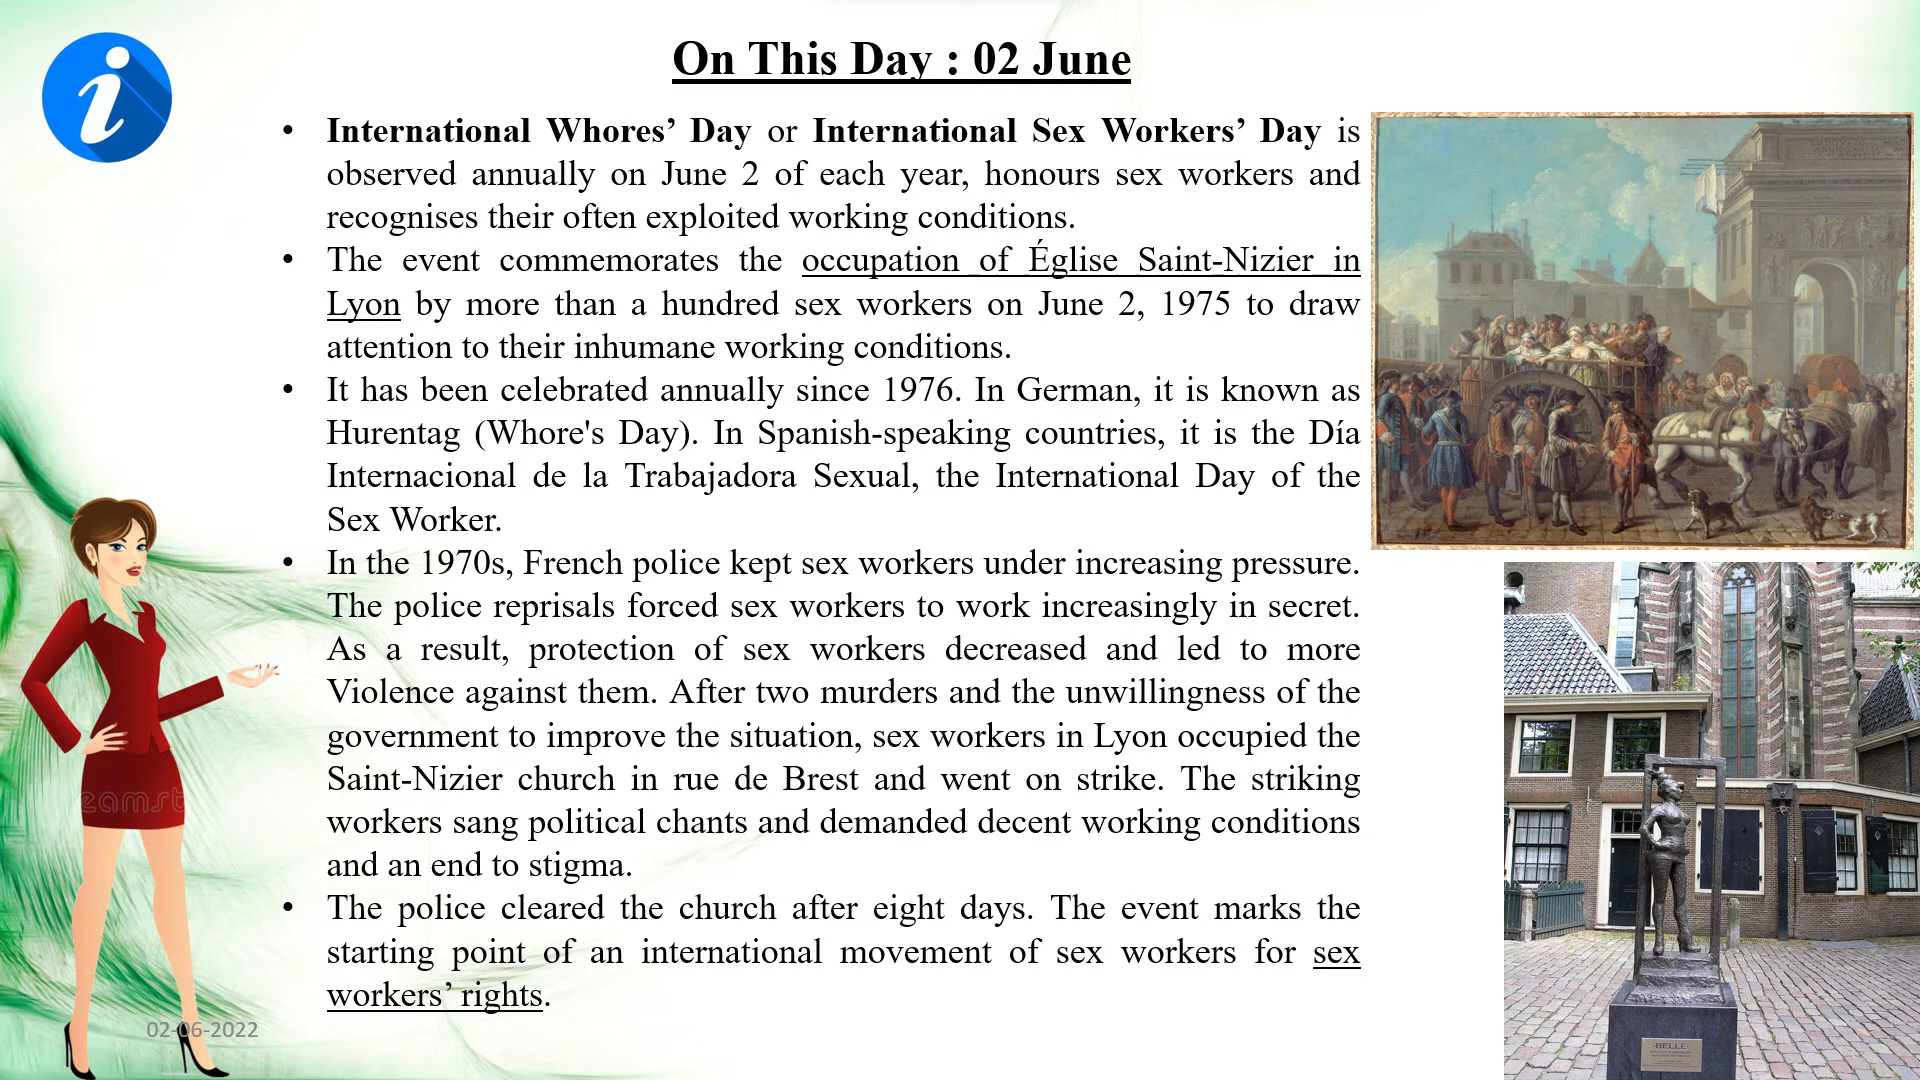 On This Day : 02 June
• International Whores’ Day or International Sex Workers’ Day is
observed annually on June 2 of each year, honours sex workers and
recognises their often exploited working conditions.
• The event commemorates the occupation of Église Saint-Nizier in
Lyon by more than a hundred sex workers on June 2, 1975 to draw
attention to their inhumane working conditions.
• It has been celebrated annually since 1976. In German, it is known as
Hurentag (Whore's Day). In Spanish-speaking countries, it is the Día
Internacional de la Trabajadora Sexual, the International Day of the
Sex Worker.
• In the 1970s, French police kept sex workers under increasing pressure.
The police reprisals forced sex workers to work increasingly in secret.
As a result, protection of sex workers decreased and led to more
Violence against them. After two murders and the unwillingness of the
government to improve the situation, sex workers in Lyon occupied the
Saint-Nizier church in rue de Brest and went on strike. The striking
workers sang political chants and demanded decent working conditions
and an end to stigma.
• The police cleared the church after eight days. The event marks the
starting point of an international movement of sex workers for sex
workers’ rights.
02-06-2022
BELLE